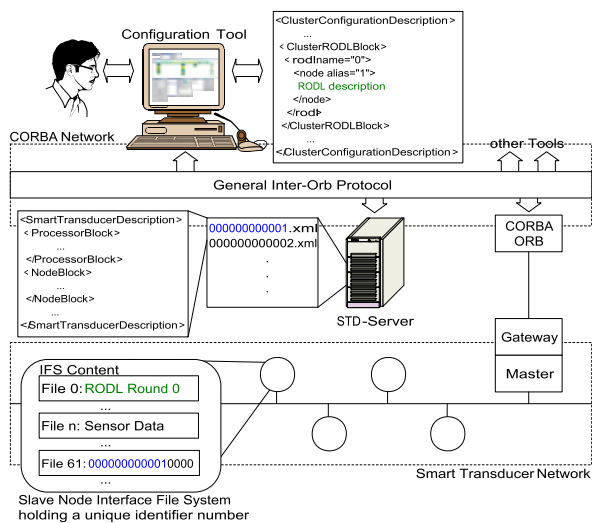 Configuration Tool
<ClusterConfigurationDescription>
...
<ClusterRODLBlock>
<rodlname="0">
<node alias="1">
RODL description
</node>
</rodl>
</ClusterRODLBlock>
...
</ClusterConfigurationDescription>
CORBA Network
other Tools
General Inter-Orb Protocol
<SmartTransducerDescription>
<ProcessorBlock>
...
</ProcessorBlock>
<NodeBlock>
...
</NodeBlock>
...
</SmartTransducerDescription>
000000000001.xml
000000000002.xml
.
.
.
STD-Server
CORBA
ORB
Gateway
Master
IFS Content
File 0: RODL Round 0
...
File n: Sensor Data
...
File 61: 0000000000010000
...
Smart Transducer Network
Slave Node Interface File System
holding a unique identifier number